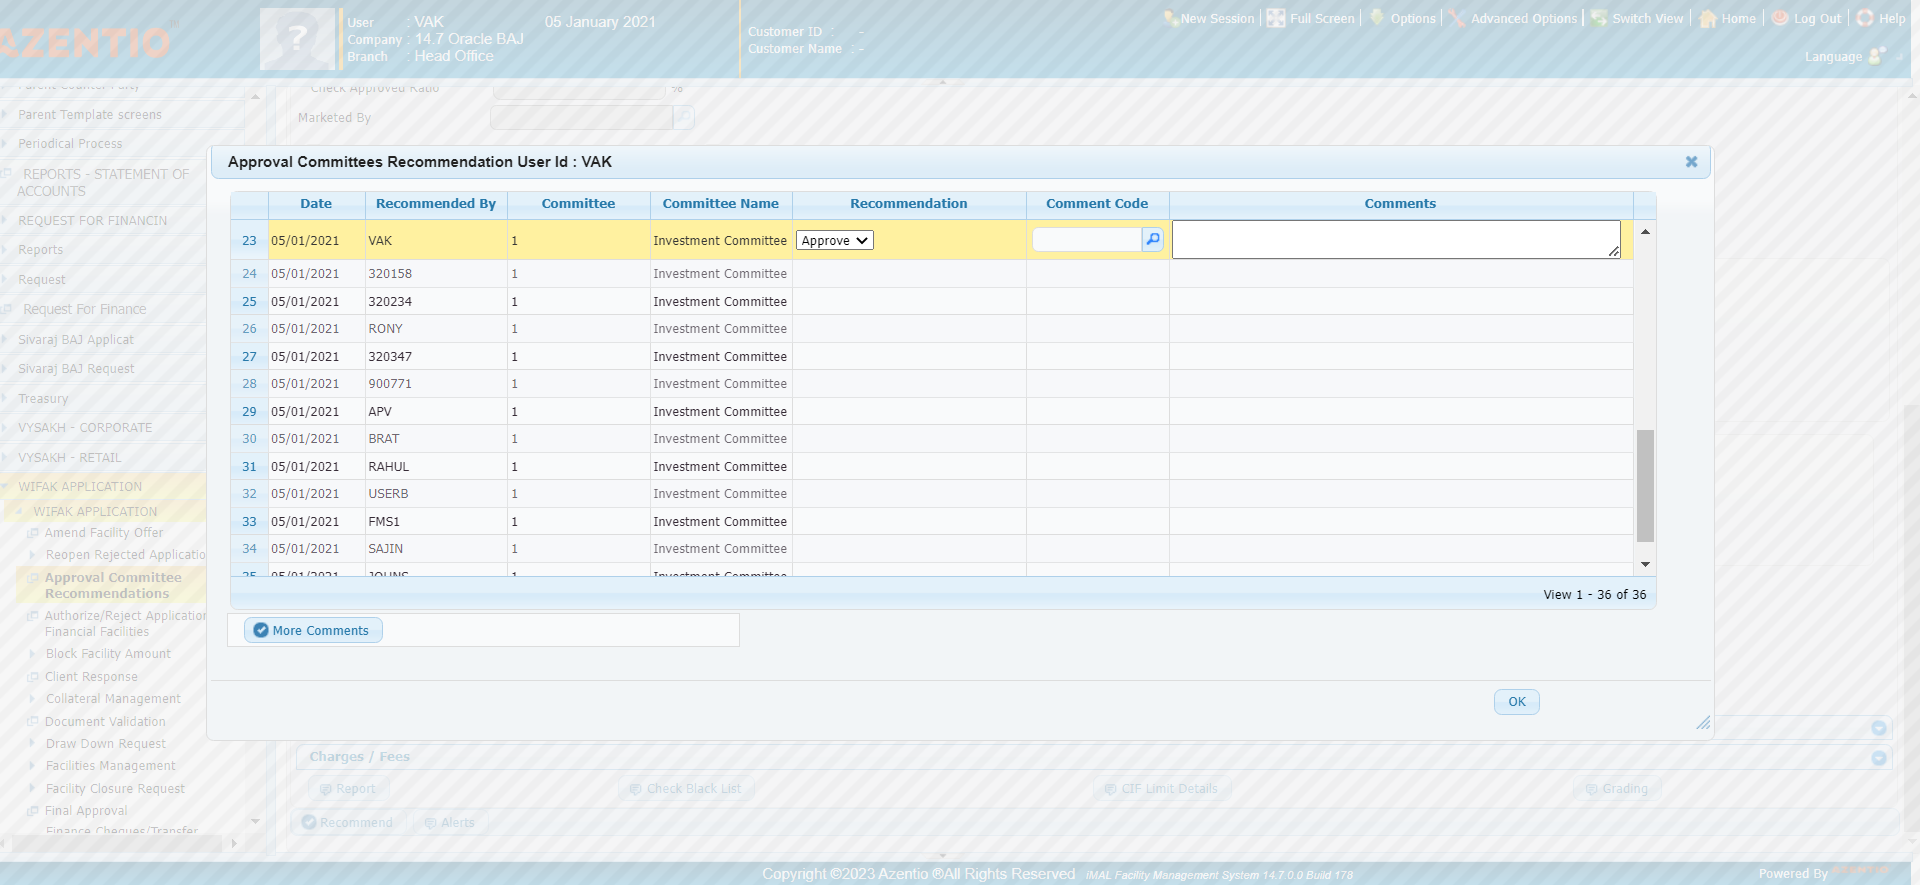 AZENTIO
User : VAK
Company : 14.7 Oracle BAJ
Branch : Head Office
05 January 2021
Customer ID : -
Customer Name : -
New Session
Full Screen
Options
Advanced Options
Switch View
Home
Log Out
Help
Language
Parent Counter Party
Parent Template screens
Periodical Process
REPORTS - STATEMENT OF
ACCOUNTS
REQUEST FOR FINANCIN
Reports
Request
Request For Finance
Sivaraj BAJ Applicat
Sivaraj BAJ Request
Treasury
VYSAKH - CORPORATE
VYSAKH - RETAIL
WIFAK APPLICATION
WIFAK APPLICATION
Amend Facility Offer
Reopen Rejected Applicatio
Approval Committee
Recommendations
Authorize/Reject Application
Financial Facilities
Block Facility Amount
Client Response
Collateral Management
Document Validation
Draw Down Request
Facilities Management
Facility Closure Request
Final Approval
Finance Cheques/Transfer
Check Approved Ratio %
Marketed By
Approval Committees Recommendation User Id : VAK
Date Recommended By Committee Committee Name Recommendation Comment Code Comments
23 05/01/2021 VAK 1 Investment Committee Approve
24 05/01/2021 320158 1 Investment Committee
25 05/01/2021 320234 1 Investment Committee
26 05/01/2021 RONY 1 Investment Committee
27 05/01/2021 320347 1 Investment Committee
28 05/01/2021 900771 1 Investment Committee
29 05/01/2021 APV 1 Investment Committee
30 05/01/2021 BRAT 1 Investment Committee
31 05/01/2021 RAHUL 1 Investment Committee
32 05/01/2021 USERB 1 Investment Committee
33 05/01/2021 FMS1 1 Investment Committee
34 05/01/2021 SAJIN 1 Investment Committee
35 05/01/2021 JOHNS 1 Investment Committee
View 1 - 36 of 36
More Comments
OK
Charges / Fees
Report
Check Black List
CIF Limit Details
Grading
Recommend
Alerts
Copyright ©2023 Azentio ®All Rights Reserved iMAL Facility Management System 14.7.0.0 Build 178
Powered By AZENTIO